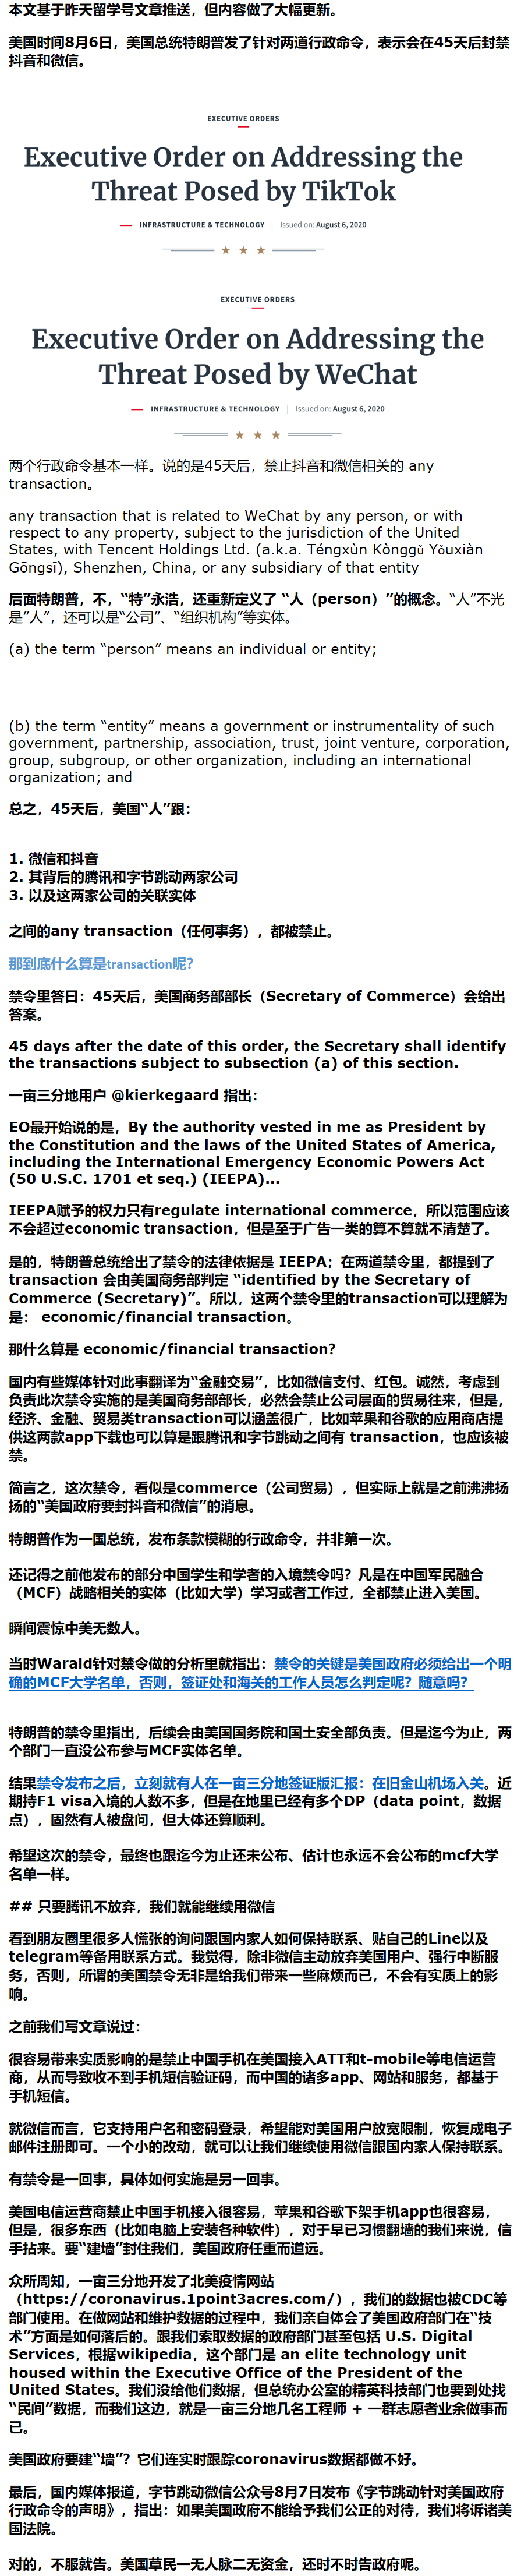 本文基于昨天留学号文章推送，但内容做了大幅更新。
美国时间8月6日，美国总统特朗普发了针对两道行政命令，表示会在45天后封禁
抖音和微信。
EXECUTIVE ORDERS
Executive Order on Addressing the
Threat Posed by TikTok
INFRASTRUCTURE & TECHNOLOGY | Issued on: August 6, 2020
EXECUTIVE ORDERS
Executive Order on Addressing the
Threat Posed by WeChat
INFRASTRUCTURE & TECHNOLOGY | Issued on: August 6, 2020
两个行政命令基本一样。说的是45天后，禁止抖音和微信相关的 any
transaction。
any transaction that is related to WeChat by any person, or with
respect to any property, subject to the jurisdiction of the United
States, with Tencent Holdings Ltd. (a.k.a. Téngxùn Kònggǔ Yǒuxiàn
Gōngsī), Shenzhen, China, or any subsidiary of that entity
后面特朗普，不，“特”永浩，还重新定义了 “人（person）”的概念。“人”不光
是“人”，还可以是“公司”、“组织机构”等实体。
(a) the term “person” means an individual or entity;
(b) the term “entity” means a government or instrumentality of such
government, partnership, association, trust, joint venture, corporation,
group, subgroup, or other organization, including an international
organization; and
总之，45天后，美国“人”跟：
1. 微信和抖音
2. 其背后的腾讯和字节跳动两家公司
3. 以及这两家公司的关联实体
之间的any transaction（任何事务），都被禁止。
那到底什么算是transaction呢？
禁令里答曰：45天后，美国商务部部长（Secretary of Commerce）会给出
答案。
45 days after the date of this order, the Secretary shall identify
the transactions subject to subsection (a) of this section.
一亩三分地用户 @kierkegaard 指出：
EO最开始说的是，By the authority vested in me as President by
the Constitution and the laws of the United States of America,
including the International Emergency Economic Powers Act
(50 U.S.C. 1701 et seq.) (IEEPA)...
IEEPA赋予的权力只有regulate international commerce，所以范围应该
不会超过economic transaction，但是至于广告一类的算不算就不清楚了。
是的，特朗普总统给出了禁令的法律依据是 IEEPA；在两道禁令里，都提到了
transaction 会由美国商务部判定 “identified by the Secretary of
Commerce (Secretary)”。所以，这两个禁令里的transaction可以理解为
是： economic/financial transaction。
那什么算是 economic/financial transaction？
国内有些媒体针对此事翻译为“金融交易”，比如微信支付、红包。诚然，考虑到
负责此次禁令实施的是美国商务部部长，必然会禁止公司层面的贸易往来，但是，
经济、金融、贸易类transaction可以涵盖很广，比如苹果和谷歌的应用商店提
供这两款app下载也可以算是跟腾讯和字节跳动之间有 transaction，也应该被
禁。
简言之，这次禁令，看似是commerce（公司贸易），但实际上就是之前沸沸扬
扬的“美国政府要封抖音和微信”的消息。
特朗普作为一国总统，发布条款模糊的行政命令，并非第一次。
还记得之前他发布的部分中国学生和学者的入境禁令吗？凡是在中国军民融合
（MCF）战略相关的实体（比如大学）学习或者工作过，全都禁止进入美国。
瞬间震惊中美无数人。
当时Warald针对禁令做的分析里就指出：禁令的关键是美国政府必须给出一个明
确的MCF大学名单，否则，签证处和海关的工作人员怎么判定呢？随意吗？
特朗普的禁令里指出，后续会由美国国务院和国土安全部负责。但是迄今为止，两
个部门一直没公布参与MCF实体名单。
结果禁令发布之后，立刻就有人在一亩三分地签证版汇报：在旧金山机场入关。近
期持F1 visa入境的人数不多，但是在地里已经有多个DP（data point，数据
点），固然有人被盘问，但大体还算顺利。
希望这次的禁令，最终也跟迄今为止还未公布、估计也永远不会公布的mcf大学
名单一样。
## 只要腾讯不放弃，我们就能继续用微信
看到朋友圈里很多人慌张的询问跟国内家人如何保持联系、贴自己的Line以及
telegram等备用联系方式。我觉得，除非微信主动放弃美国用户、强行中断服
务，否则，所谓的美国禁令无非是给我们带来一些麻烦而已，不会有实质上的影
响。
之前我们写文章说过：
很容易带来实质影响的是禁止中国手机在美国接入ATT和t-mobile等电信运营
商，从而导致收不到手机短信验证码，而中国的诸多app、网站和服务，都基于
手机短信。
就微信而言，它支持用户名和密码登录，希望能对美国用户放宽限制，恢复成电子
邮件注册即可。一个小的改动，就可以让我们继续使用微信跟国内家人保持联系。
有禁令是一回事，具体如何实施是另一回事。
美国电信运营商禁止中国手机接入很容易，苹果和谷歌下架手机app也很容易，
但是，很多东西（比如电脑上安装各种软件），对于早已习惯翻墙的我们来说，信
手拈来。要“建墙”封住我们，美国政府任重而道远。
众所周知，一亩三分地开发了北美疫情网站
（https://coronavirus.1point3acres.com/），我们的数据也被CDC等
部门使用。在做网站和维护数据的过程中，我们亲自体会了美国政府部门在“技
术”方面是如何落后的。跟我们索取数据的政府部门甚至包括 U.S. Digital
Services，根据wikipedia，这个部门是 an elite technology unit
housed within the Executive Office of the President of the
United States。我们没给他们数据，但总统办公室的精英科技部门也要到处找
“民间”数据，而我们这边，就是一亩三分地几名工程师 + 一群志愿者业余做事而
已。
美国政府要建“墙”？它们连实时跟踪coronavirus数据都做不好。
最后，国内媒体报道，字节跳动微信公众号8月7日发布《字节跳动针对美国政府
行政命令的声明》，指出：如果美国政府不能给予我们公正的对待，我们将诉诸美
国法院。
对的，不服就告。美国草民一无人脉二无资金，还时不时告政府呢。